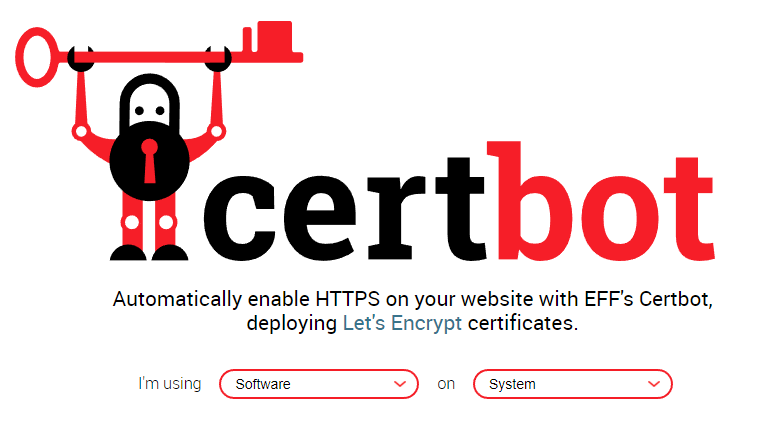 certbot
Automatically enable HTTPS on your website with EFF's Certbot,
deploying Let's Encrypt certificates.
I'm using Software on System